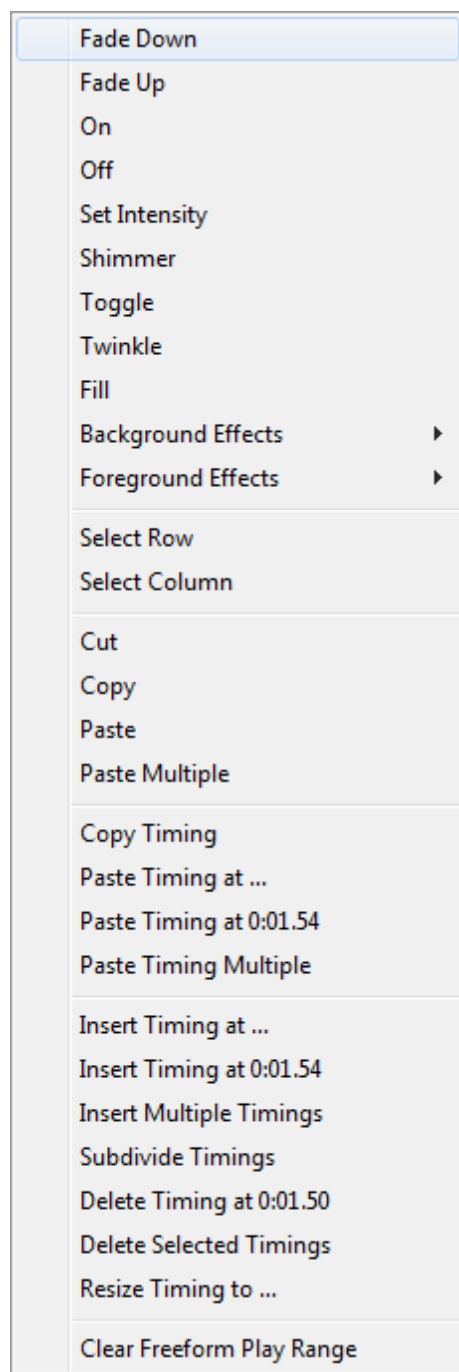 Fade Down
Fade Up
On
Off
Set Intensity
Shimmer
Toggle
Twinkle
Fill
Background Effects
Foreground Effects
Select Row
Select Column
Cut
Copy
Paste
Paste Multiple
Copy Timing
Paste Timing at ...
Paste Timing at 0:01.54
Paste Timing Multiple
Insert Timing at ...
Insert Timing at 0:01.54
Insert Multiple Timings
Subdivide Timings
Delete Timing at 0:01.50
Delete Selected Timings
Resize Timing to ...
Clear Freeform Play Range